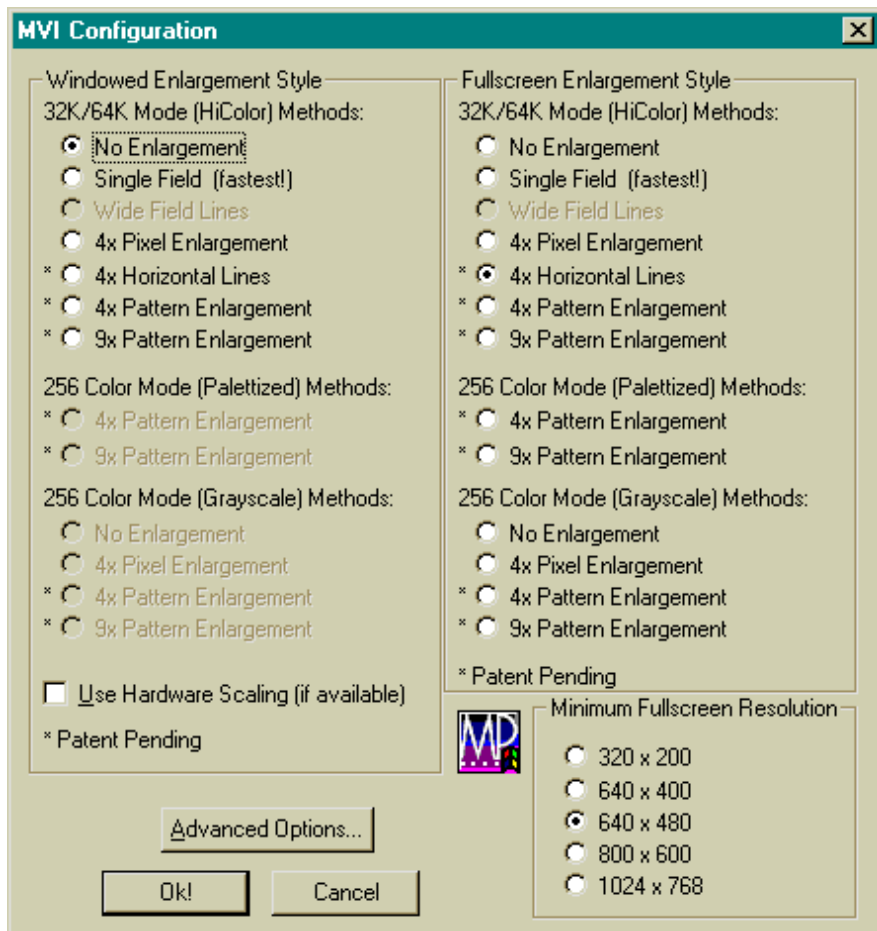 MVI Configuration
Windowed Enlargement Style
32K/64K Mode (HiColor) Methods:
No Enlargement
Single Field (fastest!)
Wide Field Lines
4x Pixel Enlargement
* 4x Horizontal Lines
* 4x Pattern Enlargement
* 9x Pattern Enlargement
256 Color Mode (Palettized) Methods:
* 4x Pattern Enlargement
* 9x Pattern Enlargement
256 Color Mode (Grayscale) Methods:
No Enlargement
4x Pixel Enlargement
* 4x Pattern Enlargement
* 9x Pattern Enlargement
Use Hardware Scaling (if available)
* Patent Pending
Fullscreen Enlargement Style
32K/64K Mode (HiColor) Methods:
No Enlargement
Single Field (fastest!)
Wide Field Lines
4x Pixel Enlargement
* 4x Horizontal Lines
* 4x Pattern Enlargement
* 9x Pattern Enlargement
256 Color Mode (Palettized) Methods:
* 4x Pattern Enlargement
* 9x Pattern Enlargement
256 Color Mode (Grayscale) Methods:
No Enlargement
4x Pixel Enlargement
* 4x Pattern Enlargement
* 9x Pattern Enlargement
* Patent Pending
MP
Minimum Fullscreen Resolution
320 x 200
640 x 400
640 x 480
800 x 600
1024 x 768
Advanced Options...
Ok!
Cancel